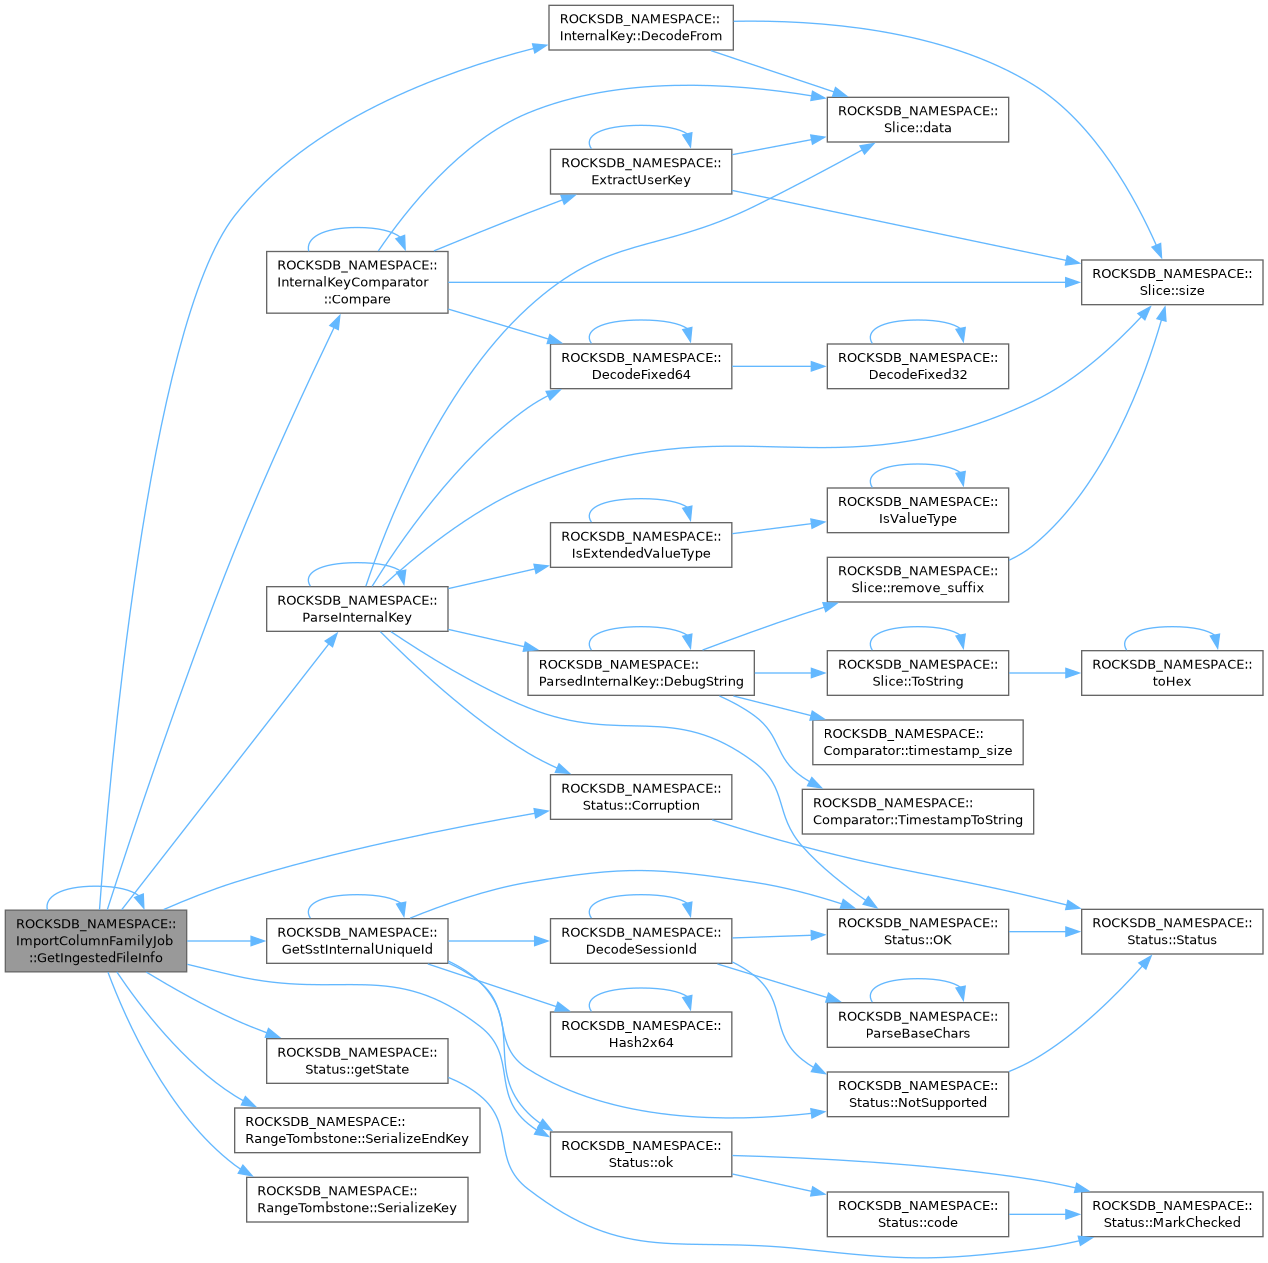 ROCKSDB_NAMESPACE::
InternalKey::DecodeFrom
ROCKSDB_NAMESPACE::
Slice::data
ROCKSDB_NAMESPACE::
ExtractUserKey
ROCKSDB_NAMESPACE::
InternalKeyComparator
::Compare
ROCKSDB_NAMESPACE::
Slice::size
ROCKSDB_NAMESPACE::
DecodeFixed64
ROCKSDB_NAMESPACE::
DecodeFixed32
ROCKSDB_NAMESPACE::
IsValueType
ROCKSDB_NAMESPACE::
IsExtendedValueType
ROCKSDB_NAMESPACE::
Slice::remove_suffix
ROCKSDB_NAMESPACE::
ParseInternalKey
ROCKSDB_NAMESPACE::
ParsedInternalKey::DebugString
ROCKSDB_NAMESPACE::
Slice::ToString
ROCKSDB_NAMESPACE::
toHex
ROCKSDB_NAMESPACE::
Comparator::timestamp_size
ROCKSDB_NAMESPACE::
Status::Corruption
ROCKSDB_NAMESPACE::
Comparator::TimestampToString
ROCKSDB_NAMESPACE::
ImportColumnFamilyJob
::GetIngestedFileInfo
ROCKSDB_NAMESPACE::
GetSstInternalUniqueId
ROCKSDB_NAMESPACE::
DecodeSessionId
ROCKSDB_NAMESPACE::
Status::OK
ROCKSDB_NAMESPACE::
Status::Status
ROCKSDB_NAMESPACE::
Hash2x64
ROCKSDB_NAMESPACE::
ParseBaseChars
ROCKSDB_NAMESPACE::
Status::getState
ROCKSDB_NAMESPACE::
Status::NotSupported
ROCKSDB_NAMESPACE::
RangeTombstone::SerializeEndKey
ROCKSDB_NAMESPACE::
Status::ok
ROCKSDB_NAMESPACE::
RangeTombstone::SerializeKey
ROCKSDB_NAMESPACE::
Status::code
ROCKSDB_NAMESPACE::
Status::MarkChecked